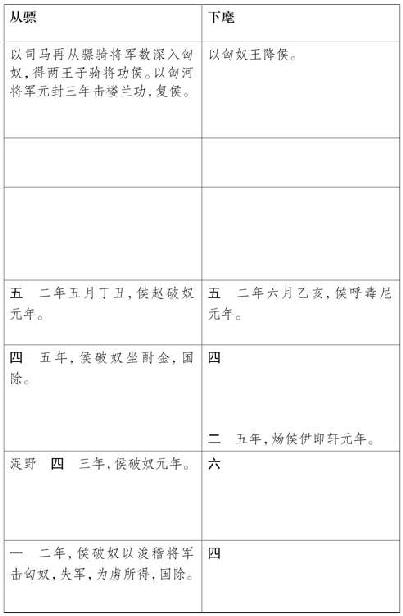 从骠
下麾
以司马再从骠骑将军数深入匈
奴,得两王子骑将功侯。以匈河
将军元封三年击楼兰功,复侯。
以匈奴王降侯。
五 二年五月丁丑,侯赵破奴
元年。
五 二年六月乙亥,侯呼毒尼
元年。
四 五年,侯破奴坐酎金,国
除。
四
二 五年,炀侯伊即轩元年。
浞野 四 三年,侯破奴元年。
六
一 二年,侯破奴以浚稽将军
击匈奴,失军,为虏所得,国除。
四